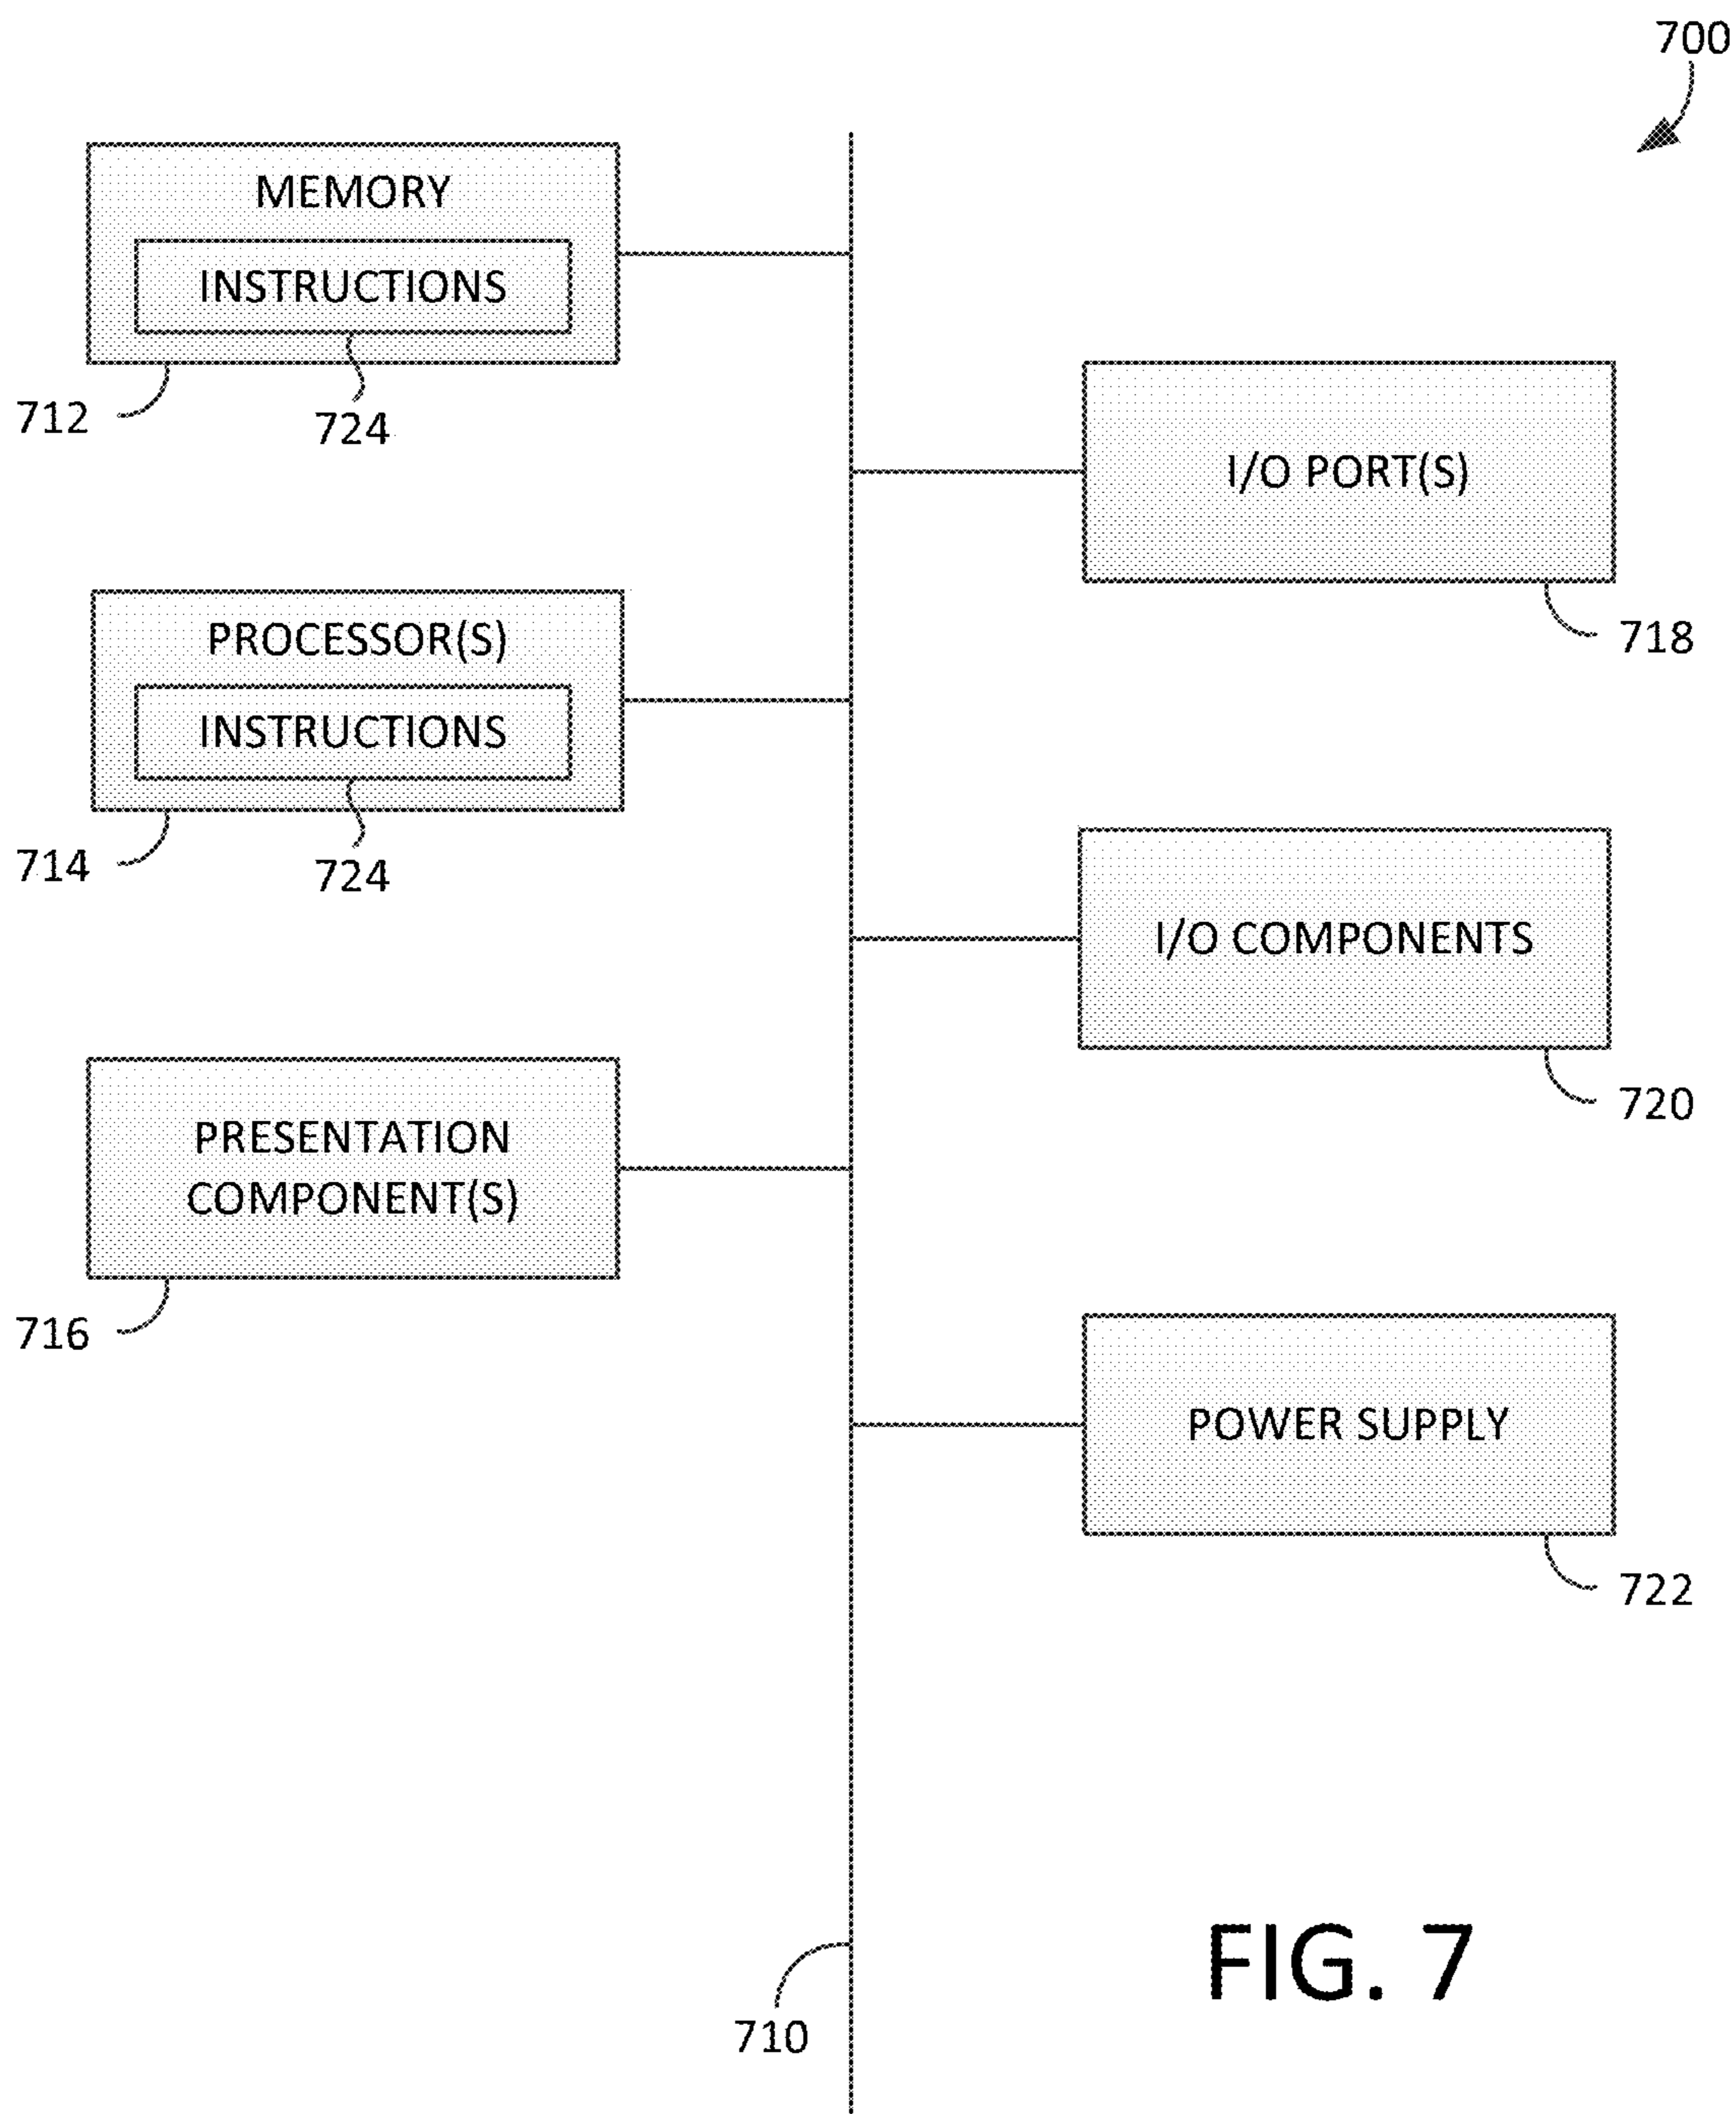 700
MEMORY
INSTRUCTIONS
712
724
I/O PORT(S)
718
PROCESSOR(S)
INSTRUCTIONS
714
724
I/O COMPONENTS
720
PRESENTATION
COMPONENT(S)
716
POWER SUPPLY
722
710
FIG. 7